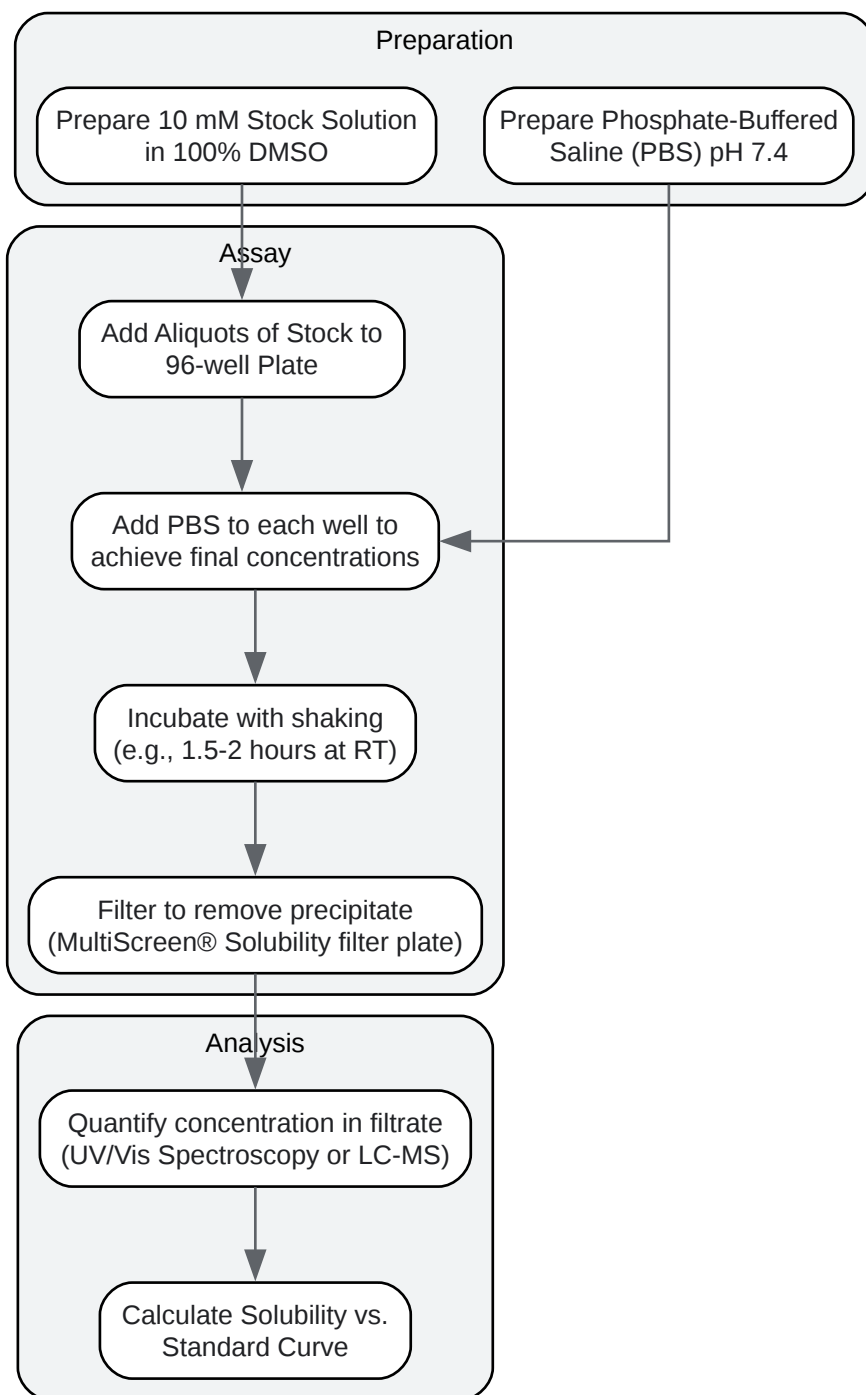 Preparation
Prepare 10 mM Stock Solution
in 100% DMSO
Prepare Phosphate-Buffered
Saline (PBS) pH 7.4
Assay
Add Aliquots of Stock to
96-well Plate
Add PBS to each well to
achieve final concentrations
Incubate with shaking
(e.g., 1.5-2 hours at RT)
Filter to remove precipitate
(MultiScreen® Solubility filter plate)
Analysis
Quantify concentration in filtrate
(UV/Vis Spectroscopy or LC-MS)
Calculate Solubility vs.
Standard Curve